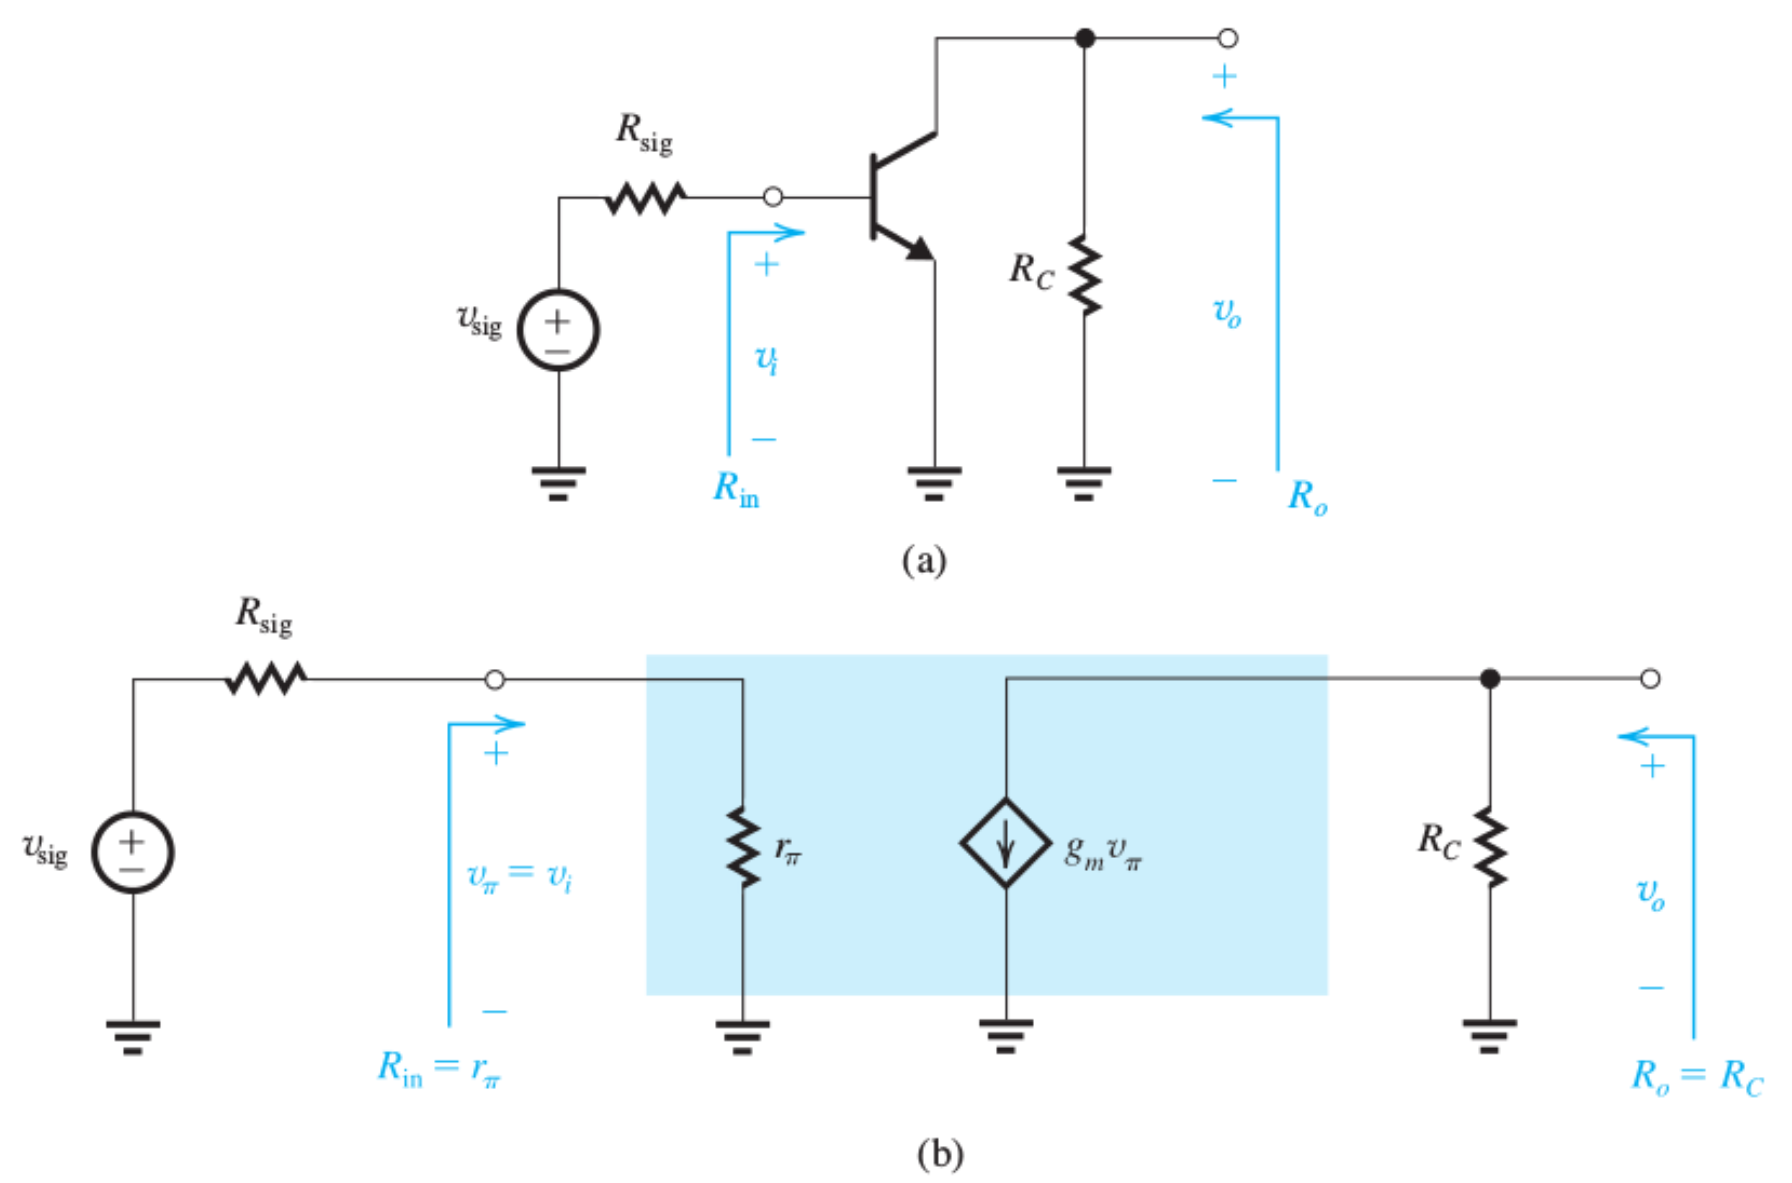 R_sig
+
R_C
v_sig
+
−
+
v_i
−
R_in
v_o
−
R_o
(a)
R_sig
v_sig
+
−
+
v_π = v_i
−
R_in = r_π
r_π
g_m v_π
R_C
+
v_o
−
R_o = R_C
(b)